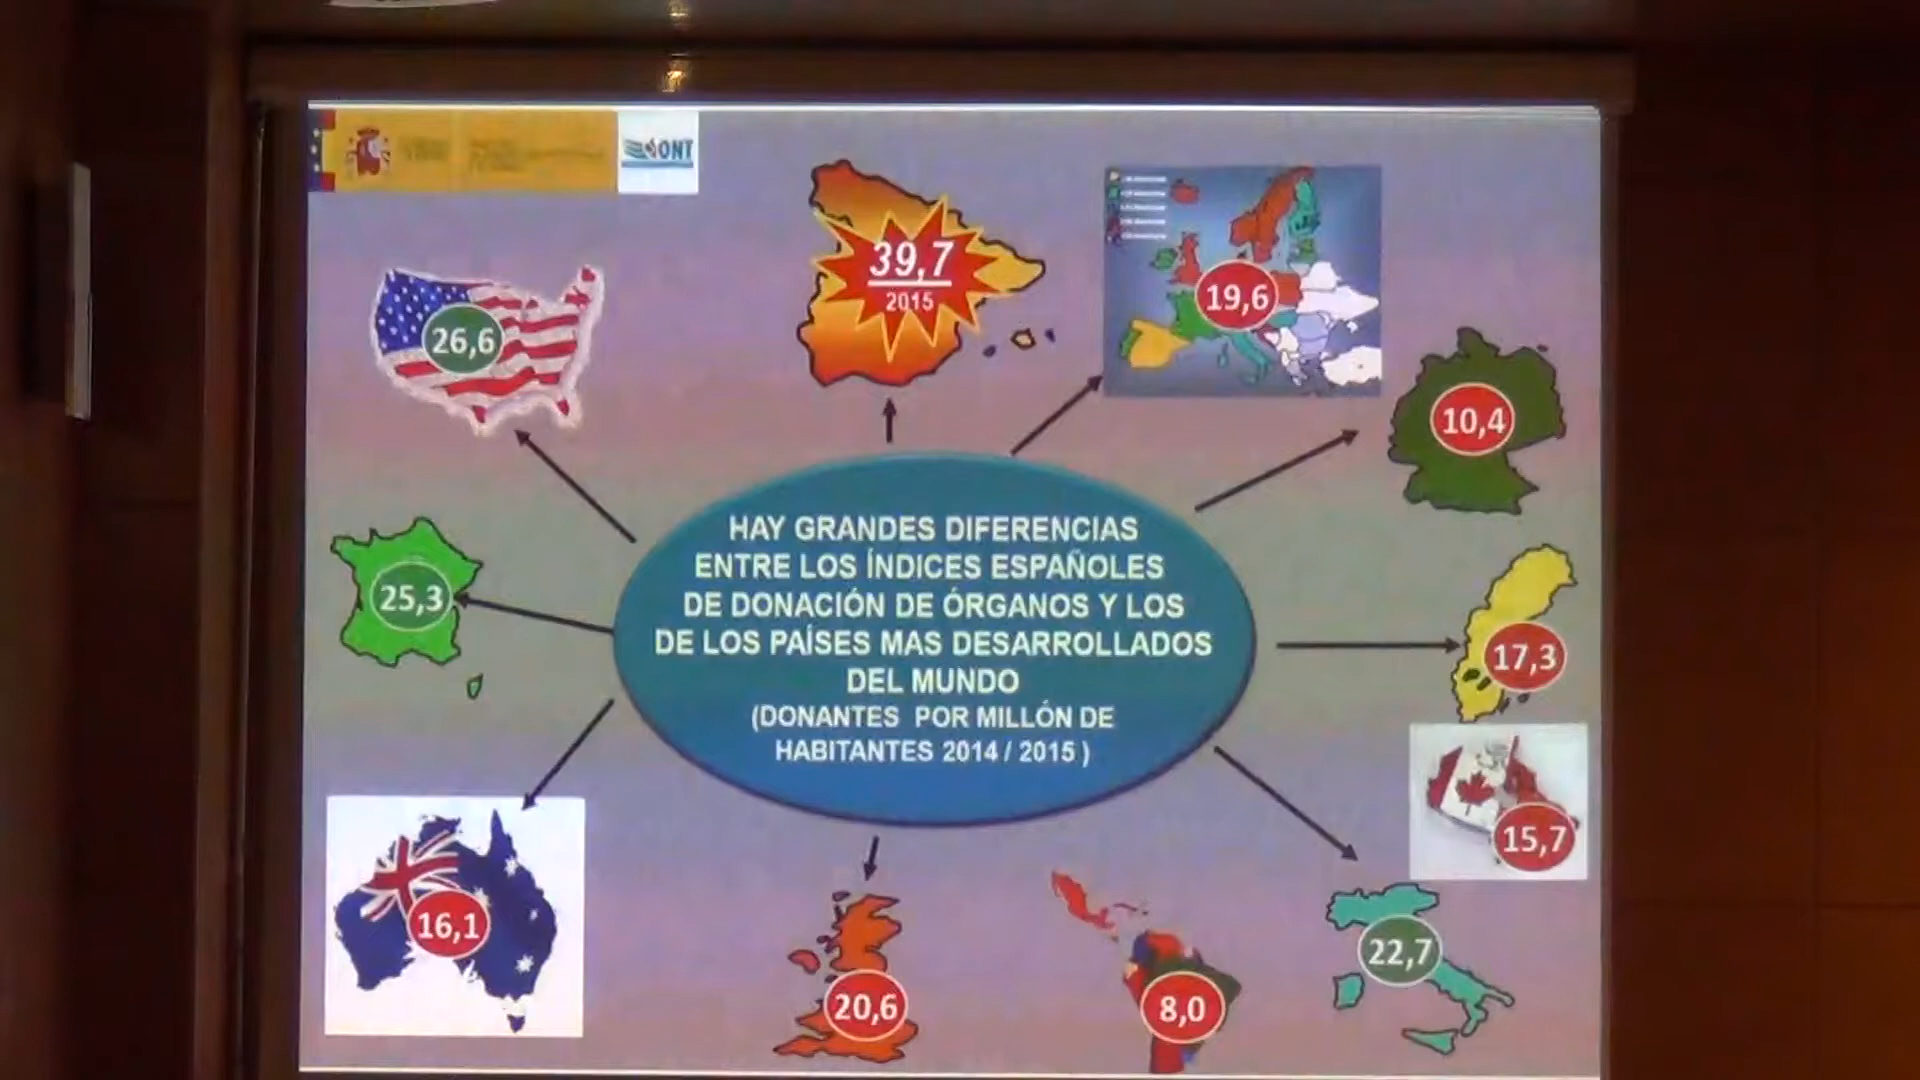 ONT
39,7
2015
19,6
26,6
10,4
HAY GRANDES DIFERENCIAS
ENTRE LOS ÍNDICES ESPAÑOLES
DE DONACIÓN DE ÓRGANOS Y LOS
DE LOS PAÍSES MAS DESARROLLADOS
DEL MUNDO
(DONANTES POR MILLÓN DE
HABITANTES 2014 / 2015 )
25,3
17,3
15,7
16,1
20,6
8,0
22,7